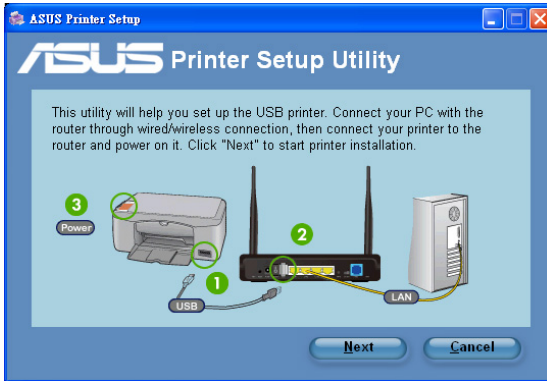 ASUS Printer Setup
ASUS Printer Setup Utility
This utility will help you set up the USB printer. Connect your PC with the
router through wired/wireless connection, then connect your printer to the
router and power on it. Click "Next" to start printer installation.
3
Power
2
1
USB
LAN
Next
Cancel